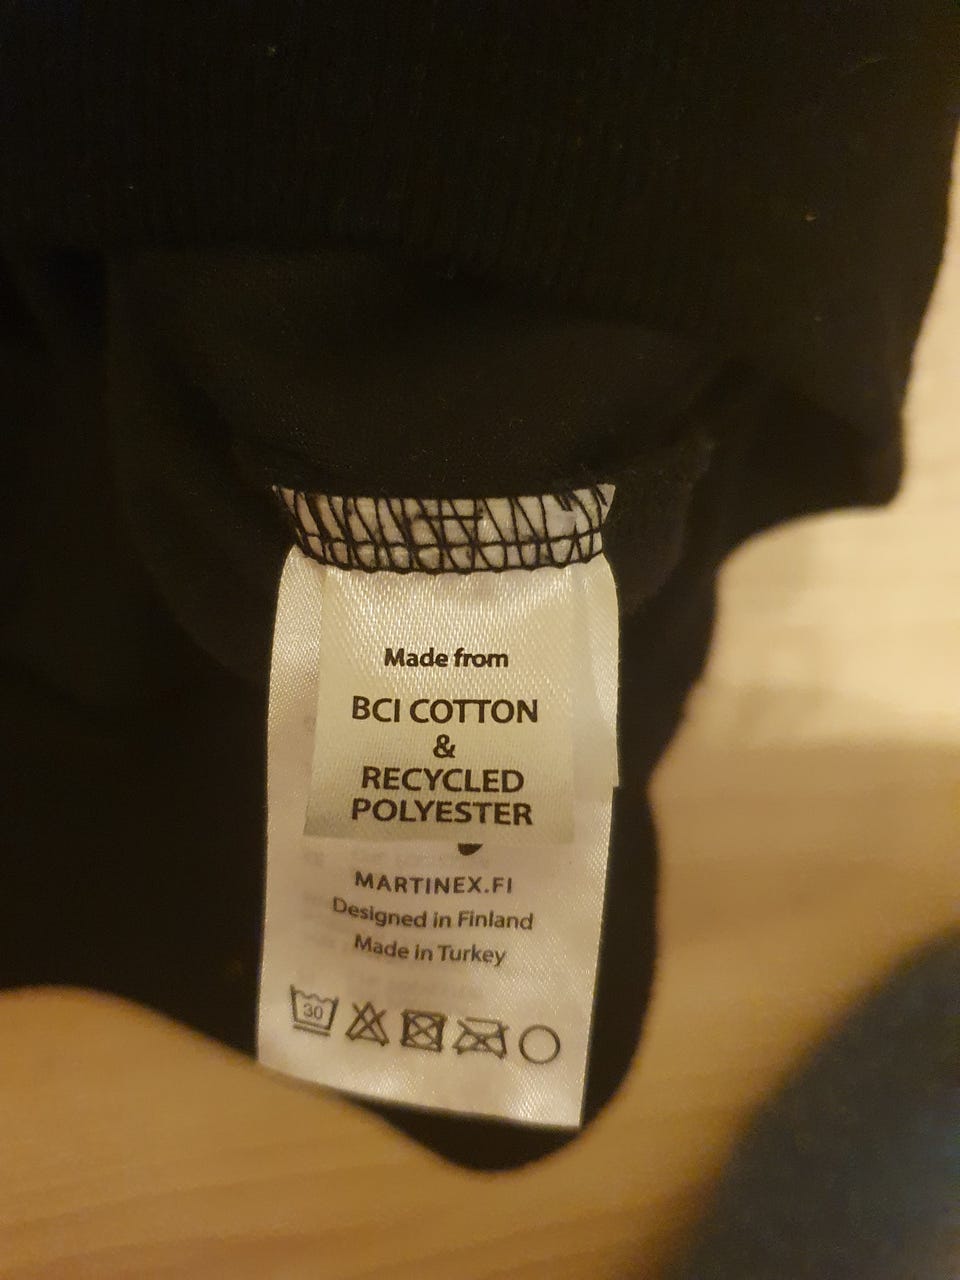 Made from
BCI COTTON
&
RECYCLED
POLYESTER
MARTINEX.FI
Designed in Finland
Made in Turkey
30